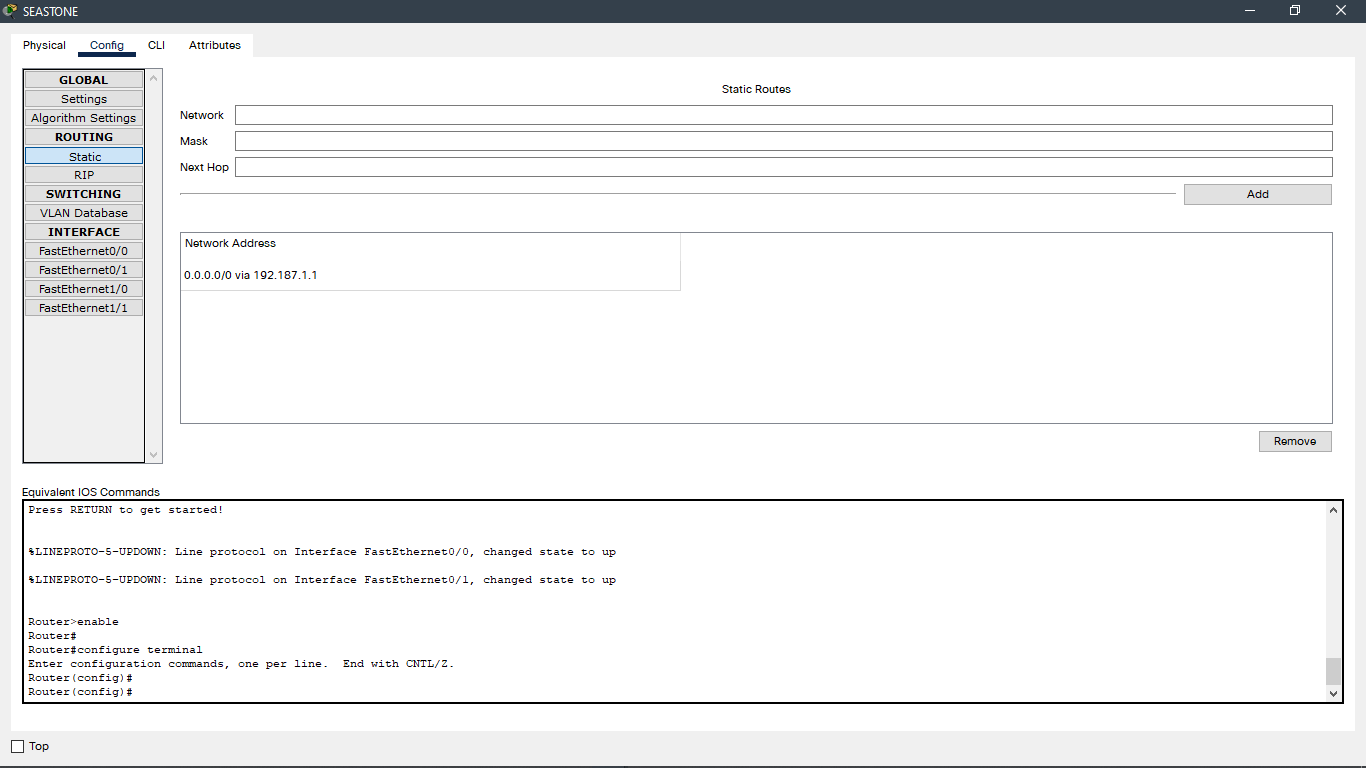 SEASTONE
Physical Config CLI Attributes
GLOBAL
Settings
Algorithm Settings
ROUTING
Static
RIP
SWITCHING
VLAN Database
INTERFACE
FastEthernet0/0
FastEthernet0/1
FastEthernet1/0
FastEthernet1/1
Static Routes
Network
Mask
Next Hop
Add
Network Address
0.0.0.0/0 via 192.187.1.1
Remove
Equivalent IOS Commands
Press RETURN to get started!
%LINEPROTO-5-UPDOWN: Line protocol on Interface FastEthernet0/0, changed state to up
%LINEPROTO-5-UPDOWN: Line protocol on Interface FastEthernet0/1, changed state to up
Router>enable
Router#
Router#configure terminal
Enter configuration commands, one per line.  End with CNTL/Z.
Router(config)#
Router(config)#
Top